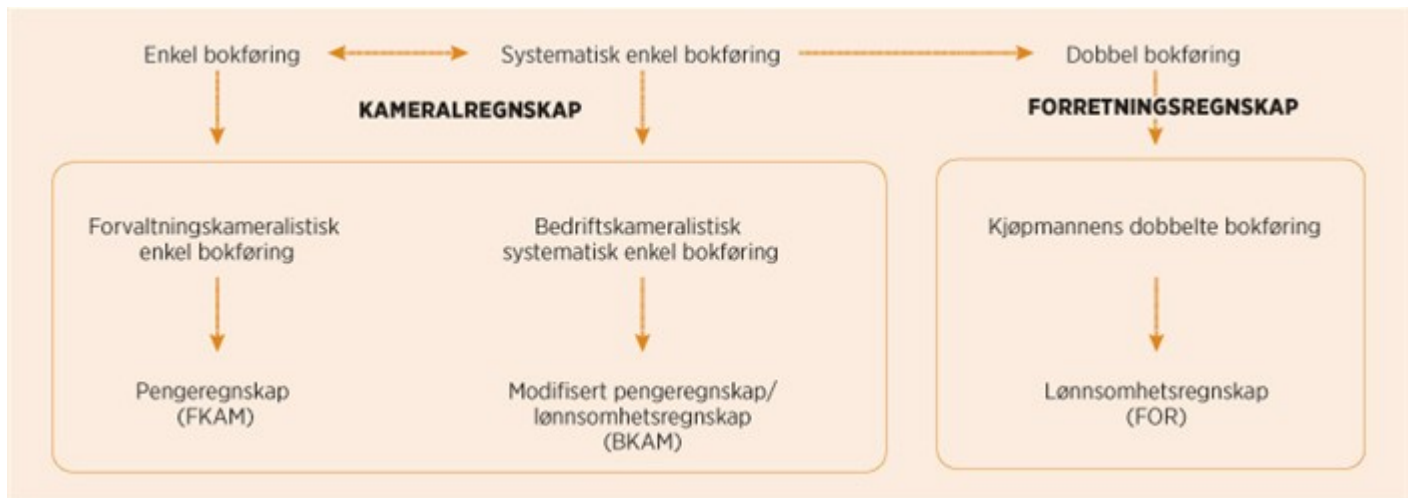 Enkel bokføring
Systematisk enkel bokføring
Dobbel bokføring
KAMERALREGNSKAP
FORRETNINGSREGNSKAP
Forvaltningskameralistisk
enkel bokføring
Bedriftskameralistisk
systematisk enkel bokføring
Kjøpmannens dobbelte bokføring
Pengeregnskap
(FKAM)
Modifisert pengeregnskap/
lønnsomhetsregnskap
(BKAM)
Lønnsomhetsregnskap
(FOR)